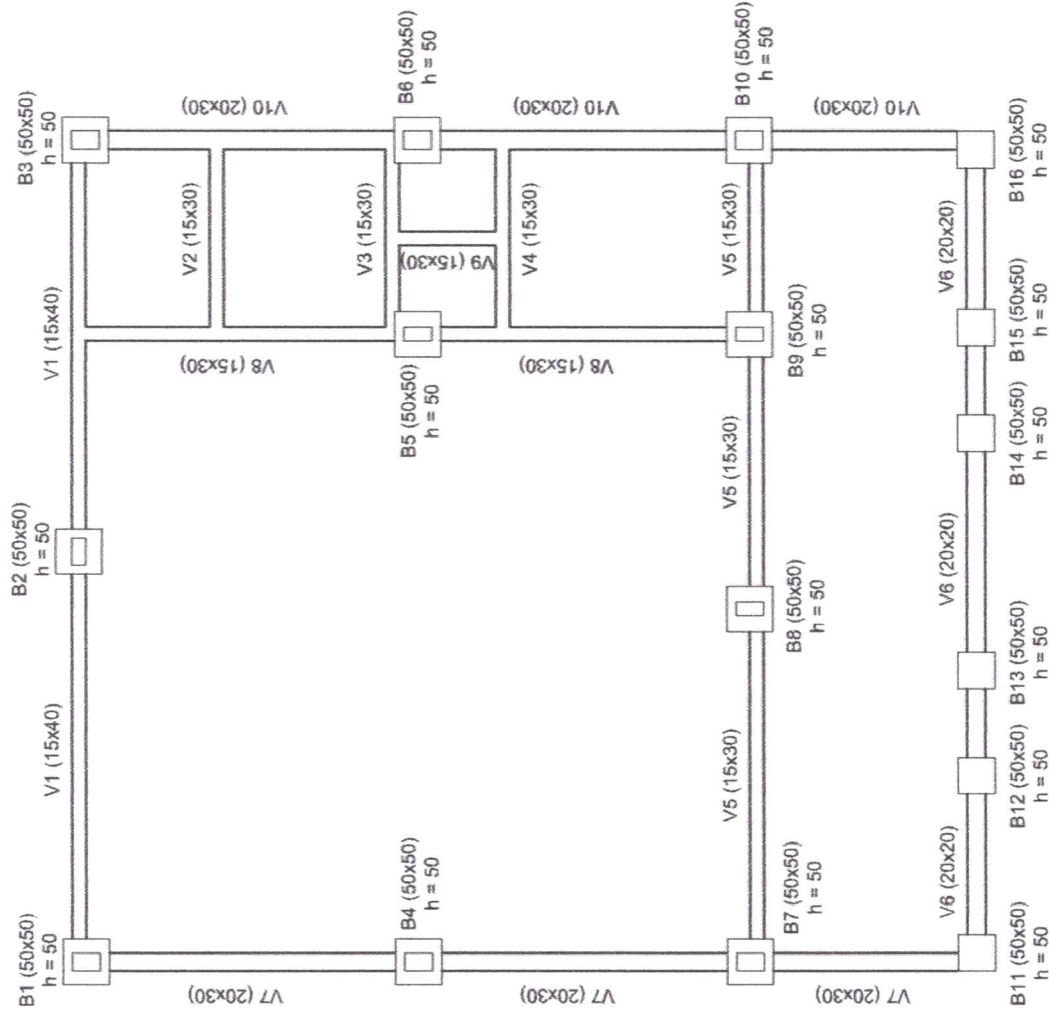 B1 (50x50)
h = 50
V1 (15x40)
B2 (50x50)
h = 50
V1 (15x40)
B3 (50x50)
h = 50
V7 (20x30)
V8 (15x30)
V2 (15x30)
V10 (20x30)
V3 (15x30)
B4 (50x50)
h = 50
B5 (50x50)
h = 50
B6 (50x50)
h = 50
V9 (15x30)
V7 (20x30)
V8 (15x30)
V4 (15x30)
V10 (20x30)
V5 (15x30)
V5 (15x30)
V5 (15x30)
B7 (50x50)
h = 50
B8 (50x50)
h = 50
B9 (50x50)
h = 50
B10 (50x50)
h = 50
V7 (20x30)
V10 (20x30)
V6 (20x20)
V6 (20x20)
V6 (20x20)
B11 (50x50)
h = 50
B12 (50x50)
h = 50
B13 (50x50)
h = 50
B14 (50x50)
h = 50
B15 (50x50)
h = 50
B16 (50x50)
h = 50